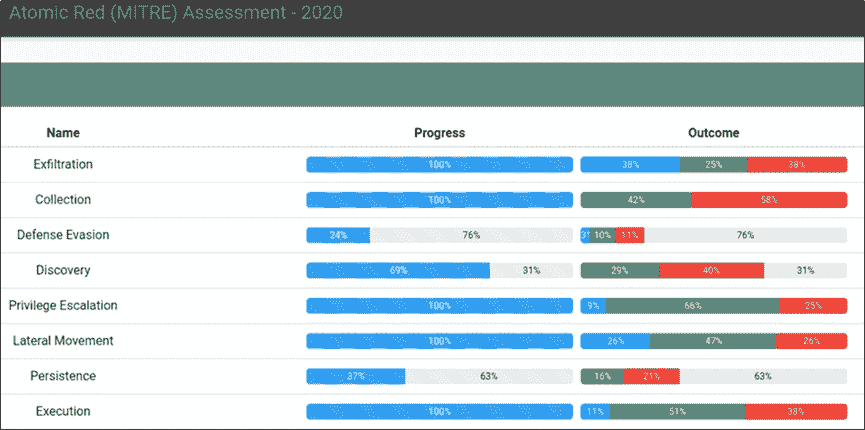 Atomic Red (MITRE) Assessment - 2020
Name Progress Outcome
Exfiltration 100% 38% 25% 38%
Collection 100% 42% 58%
Defense Evasion 24% 76% 10% 11% 76%
Discovery 69% 31% 29% 40% 31%
Privilege Escalation 100% 9% 66% 25%
Lateral Movement 100% 26% 47% 26%
Persistence 37% 63% 16% 21% 63%
Execution 100% 11% 51% 38%